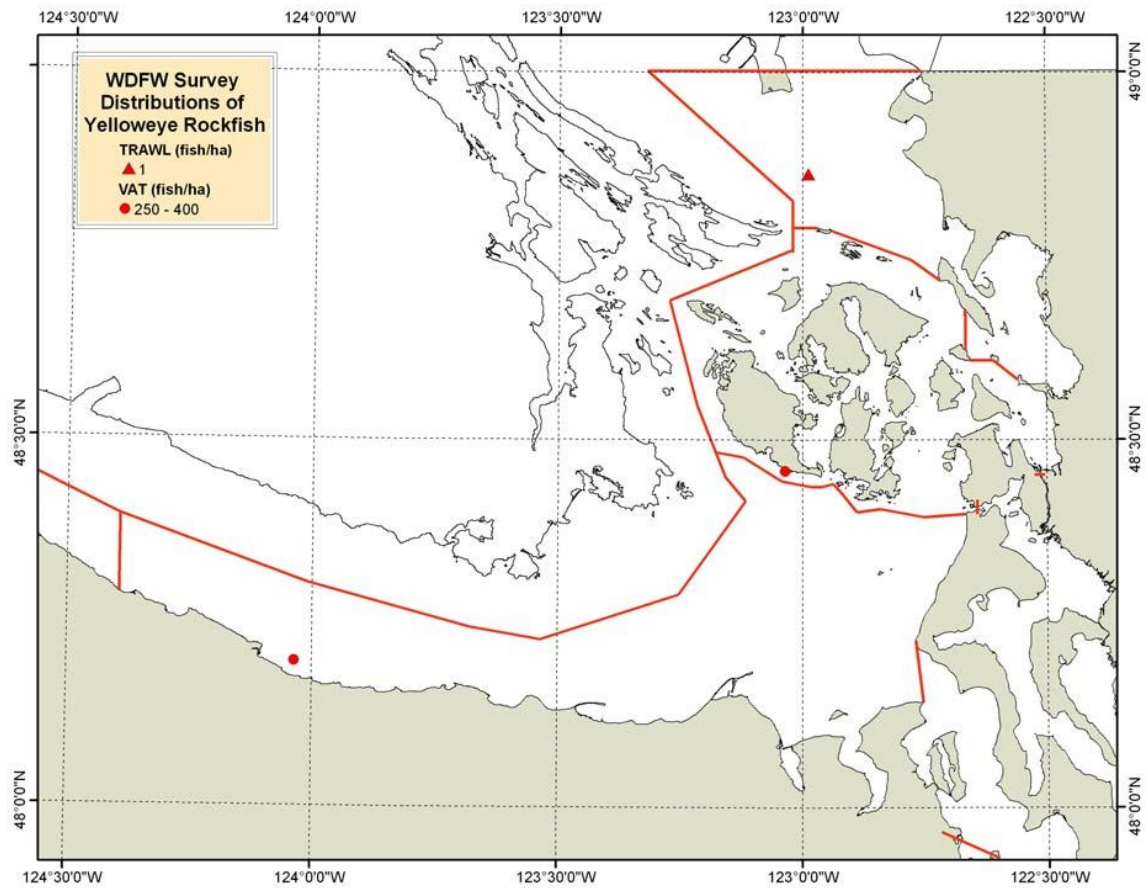 124°30'0"W 124°0'0"W 123°30'0"W 123°0'0"W 122°30'0"W
WDFW Survey
Distributions of
Yelloweye Rockfish
TRAWL (fish/ha)
1
VAT (fish/ha)
250 - 400
49°0'0"N
49°0'0"N
48°30'0"N
48°30'0"N
48°0'0"N
48°0'0"N
124°30'0"W 124°0'0"W 123°30'0"W 123°0'0"W 122°30'0"W